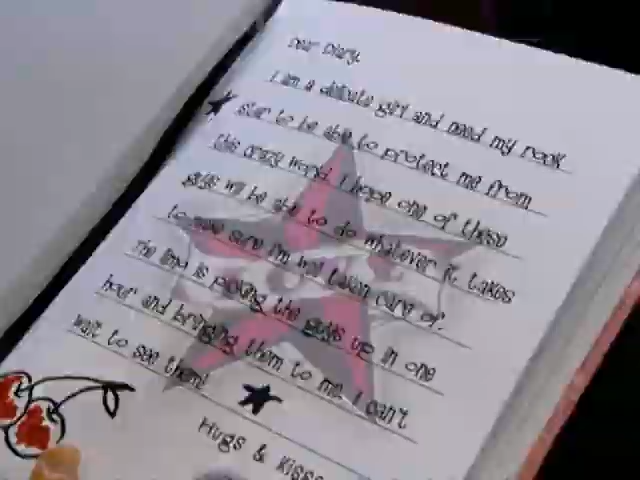 Dear Diary,
I am a delicate girl and need my rock
star to be able to protect me from
this crazy world. I hope one of these
guys will be able to do whatever it takes
to make sure I'm well taken care of.
The limo is picking the guys up in one
hour and bringing them to me. I can't
wait to see them!
Hugs & Kisse